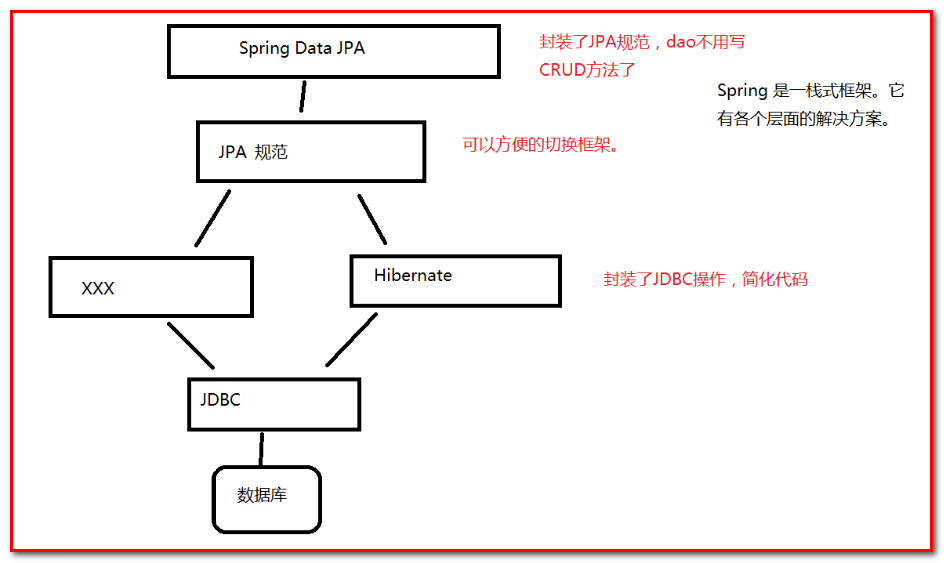 Spring Data JPA
封装了JPA规范，dao不用写
CRUD方法了
Spring 是一栈式框架。它
有各个层面的解决方案。
JPA 规范
可以方便的切换框架。
XXX
Hibernate
封装了JDBC操作，简化代码
JDBC
数据库